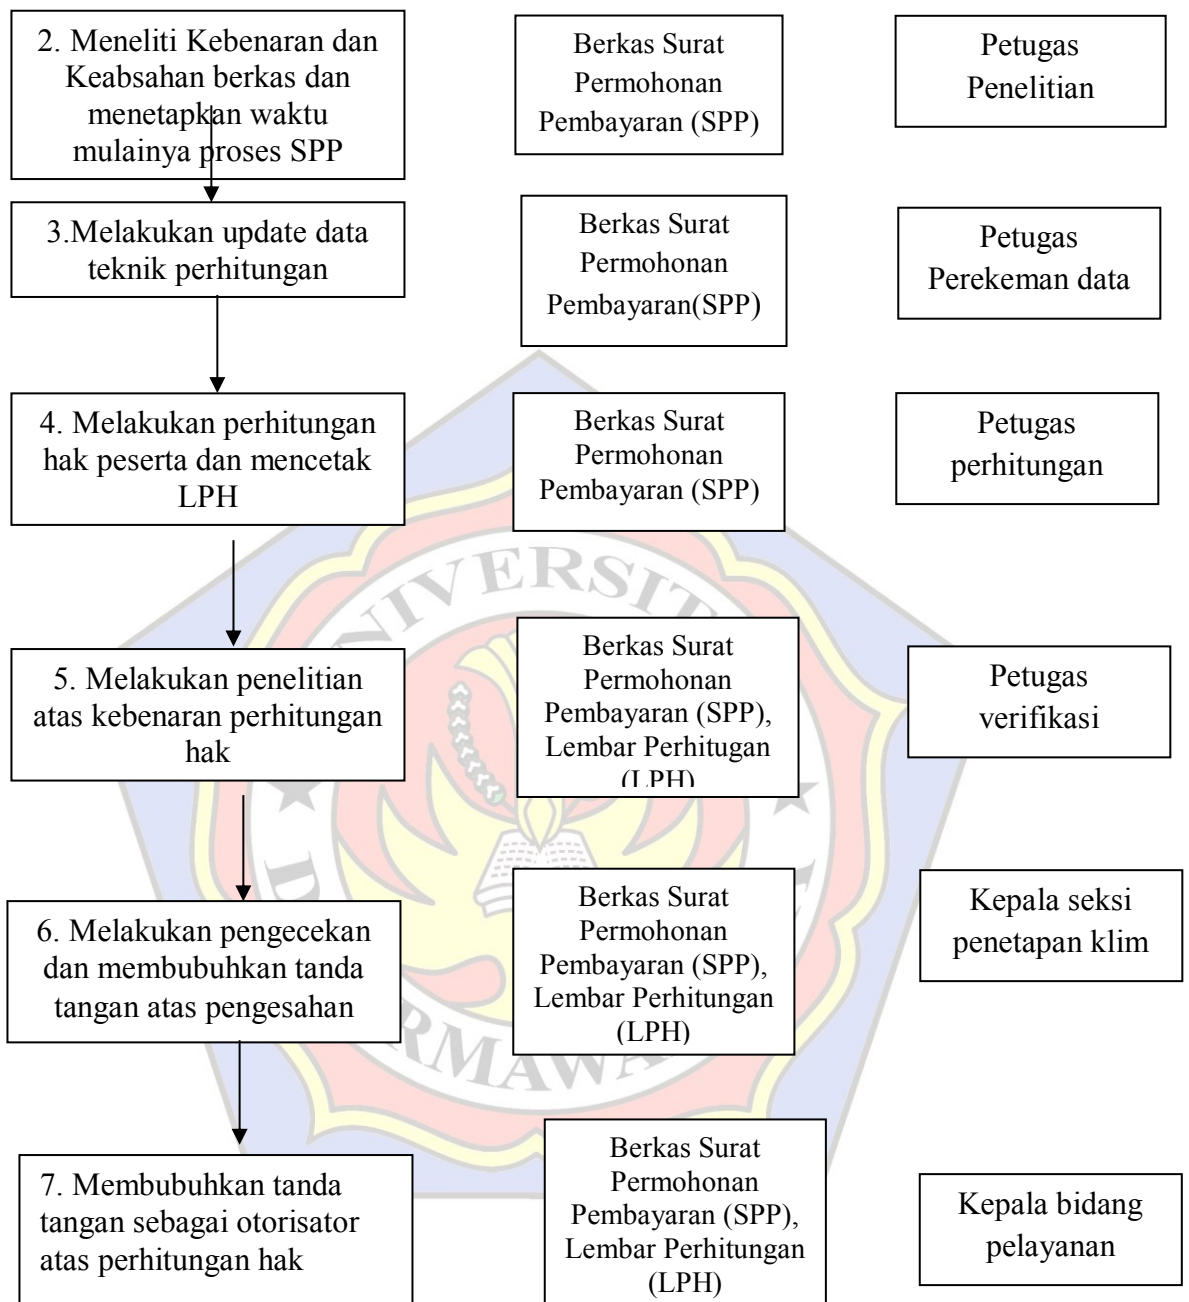 2. Meneliti Kebenaran dan
Keabsahan berkas dan
menetapkan waktu
mulainya proses SPP
Berkas Surat
Permohonan
Pembayaran (SPP)
Petugas
Penelitian
3.Melakukan update data
teknik perhitungan
Berkas Surat
Permohonan
Pembayaran(SPP)
Petugas
Perekeman data
4. Melakukan perhitungan
hak peserta dan mencetak
LPH
Berkas Surat
Permohonan
Pembayaran (SPP)
Petugas
perhitungan
5. Melakukan penelitian
atas kebenaran perhitungan
hak
Berkas Surat
Permohonan
Pembayaran (SPP),
Lembar Perhitugan
(LPH)
Petugas
verifikasi
6. Melakukan pengecekan
dan membubuhkan tanda
tangan atas pengesahan
Berkas Surat
Permohonan
Pembayaran (SPP),
Lembar Perhitungan
(LPH)
Kepala seksi
penetapan klim
7. Membubuhkan tanda
tangan sebagai otorisator
atas perhitungan hak
Berkas Surat
Permohonan
Pembayaran (SPP),
Lembar Perhitungan
(LPH)
Kepala bidang
pelayanan